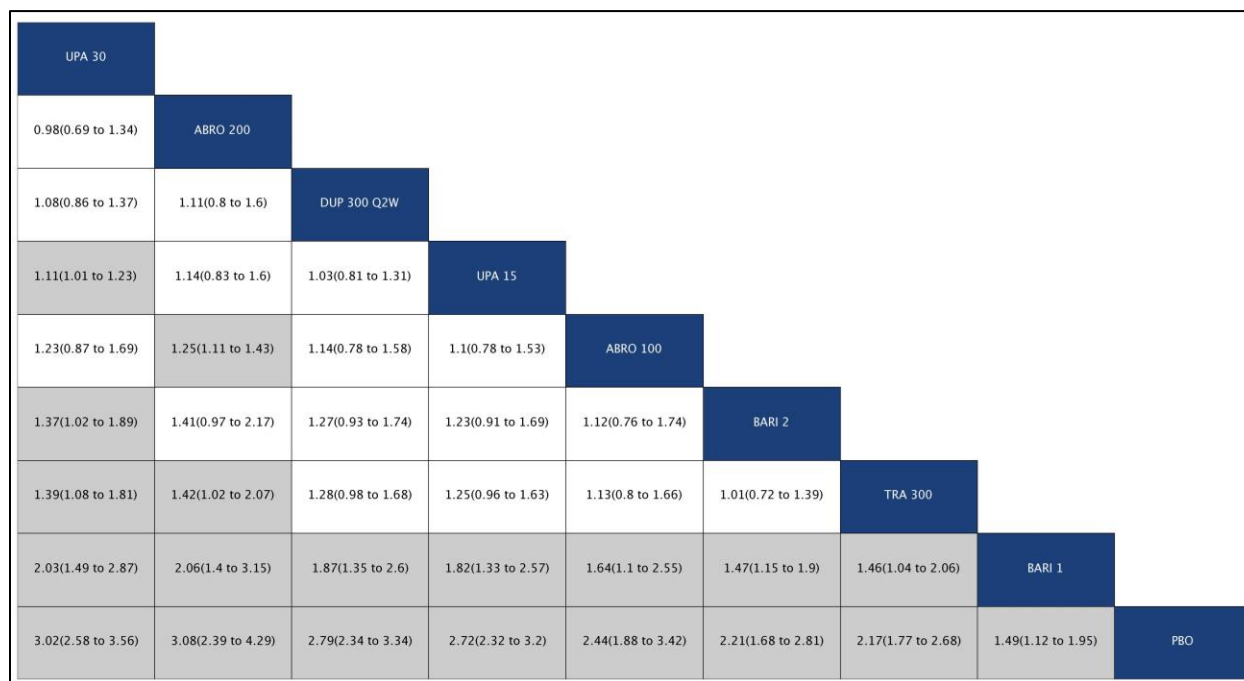 UPA 30
0.98(0.69 to 1.34) ABRO 200
1.08(0.86 to 1.37) 1.11(0.8 to 1.6) DUP 300 Q2W
1.11(1.01 to 1.23) 1.14(0.83 to 1.6) 1.03(0.81 to 1.31) UPA 15
1.23(0.87 to 1.69) 1.25(1.11 to 1.43) 1.14(0.78 to 1.58) 1.1(0.78 to 1.53) ABRO 100
1.37(1.02 to 1.89) 1.41(0.97 to 2.17) 1.27(0.93 to 1.74) 1.23(0.91 to 1.69) 1.12(0.76 to 1.74) BARI 2
1.39(1.08 to 1.81) 1.42(1.02 to 2.07) 1.28(0.98 to 1.68) 1.25(0.96 to 1.63) 1.13(0.8 to 1.66) 1.01(0.72 to 1.39) TRA 300
2.03(1.49 to 2.87) 2.06(1.4 to 3.15) 1.87(1.35 to 2.6) 1.82(1.33 to 2.57) 1.64(1.1 to 2.55) 1.47(1.15 to 1.9) 1.46(1.04 to 2.06) BARI 1
3.02(2.58 to 3.56) 3.08(2.39 to 4.29) 2.79(2.34 to 3.34) 2.72(2.32 to 3.2) 2.44(1.88 to 3.42) 2.21(1.68 to 2.81) 2.17(1.77 to 2.68) 1.49(1.12 to 1.95) PBO